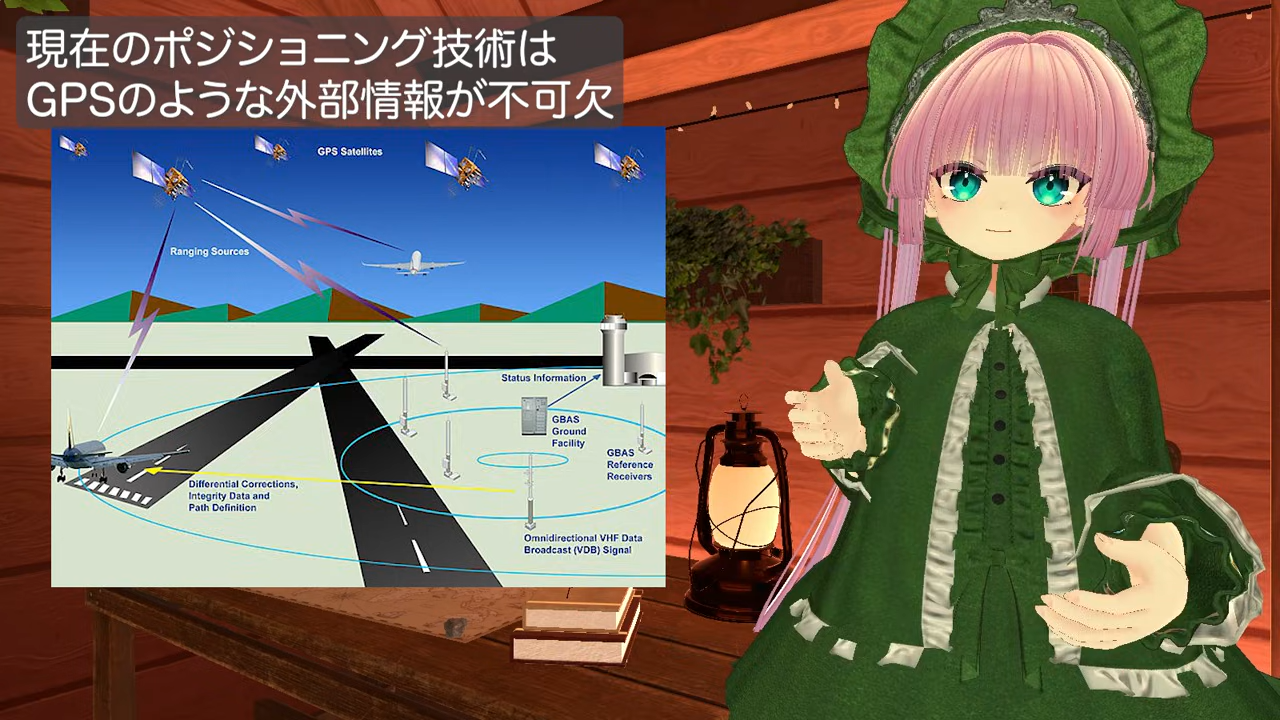 現在のポジショニング技術は
GPSのような外部情報が不可欠
GPS Satellites
Ranging Sources
Status Information
GBAS
Ground
Facility
GBAS
Reference
Receivers
Differential Corrections,
Integrity Data and
Path Definition
Omnidirectional VHF Data
Broadcast (VDB) Signal